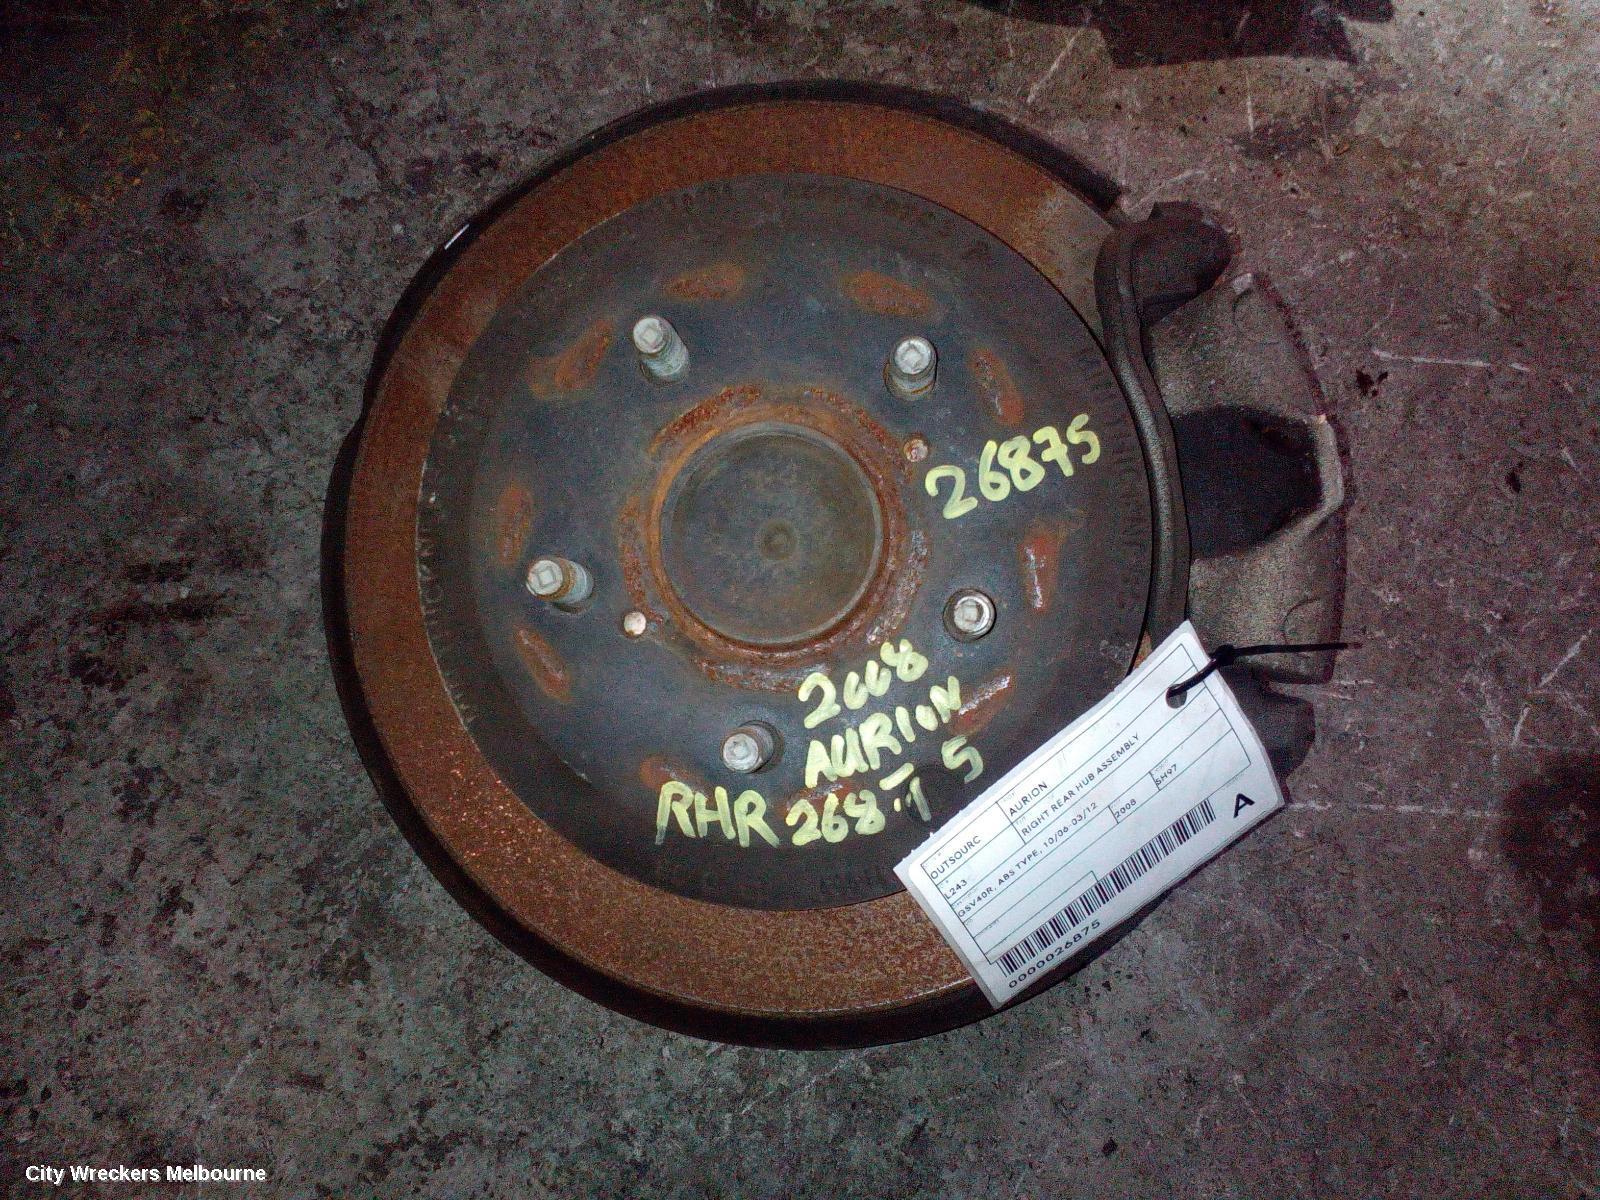 26875
2008
AURION
5
RHR 268
OUTSOURC
AURION
L243
RIGHT REAR HUB ASSEMBLY
GSV40R, ABS TYPE, 10/06-03/12
2008
SH97
A
0000026875
City Wreckers Melbourne